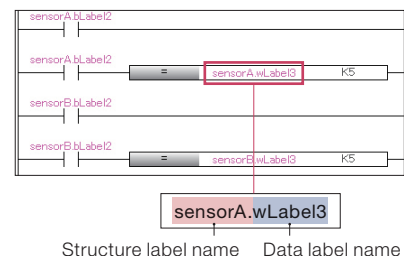 sensorA.bLabel2
sensorA.bLabel2
= sensorA.wLabel3 K5
sensorB.bLabel2
sensorB.bLabel2
= sensorB.wLabel3 K5
sensorA.wLabel3
Structure label name Data label name